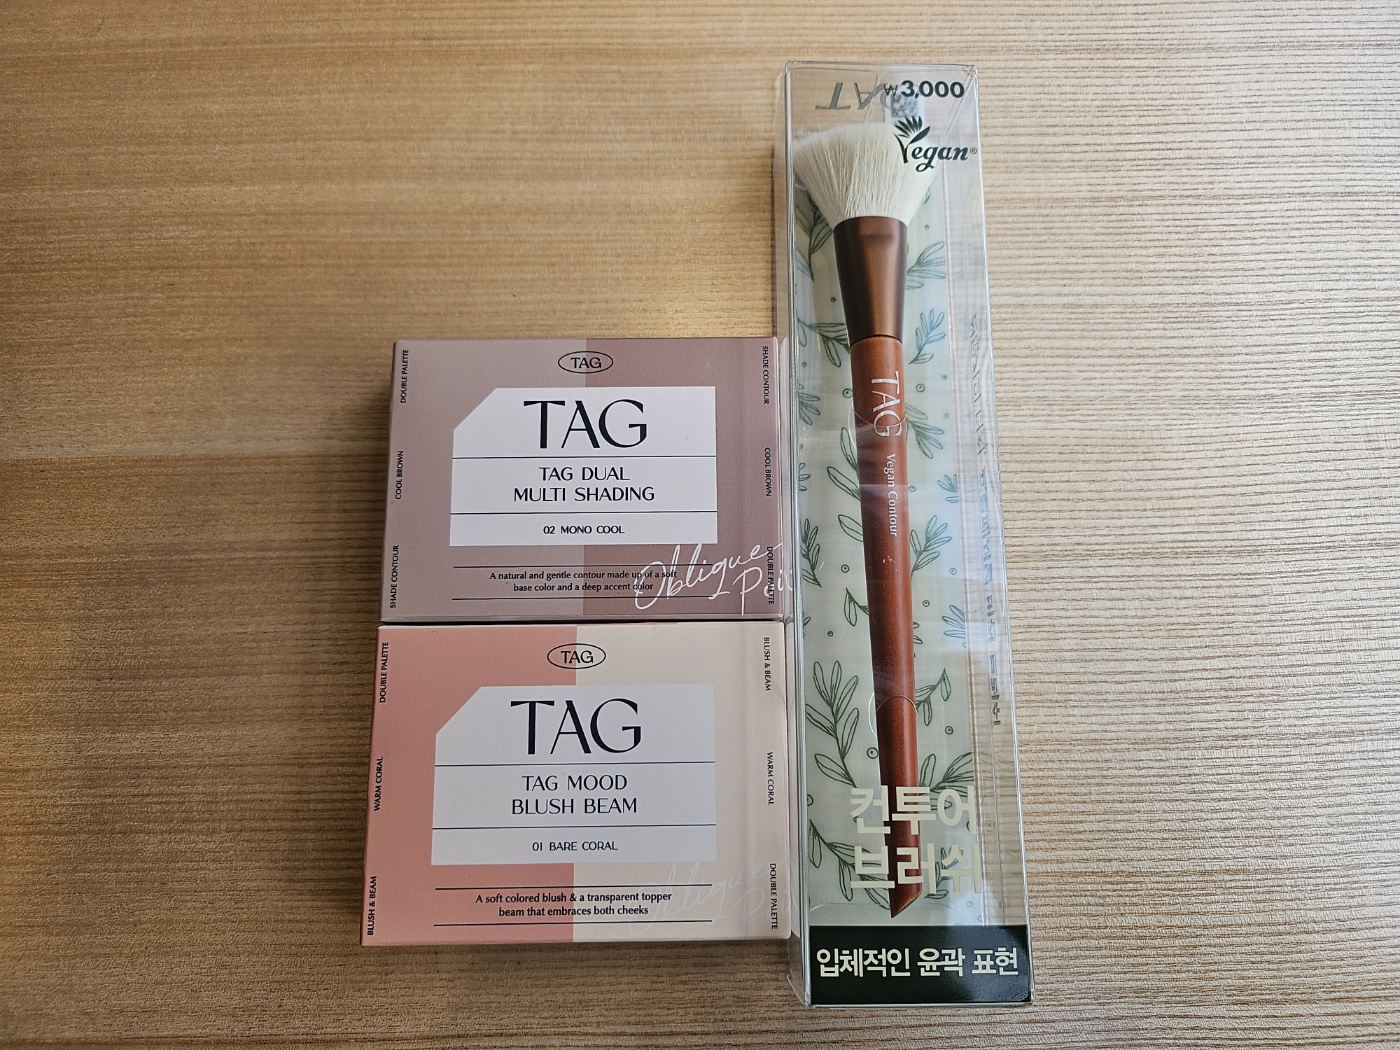 TAG
TAG
TAG DUAL
MULTI SHADING
02 MONO COOL
A natural and gentle contour made up of a soft
base color and a deep accent color
DOUBLE PALETTE
COOL BROWN
SHADE CONTOUR
SHADE CONTOUR
COOL BROWN
DOUBLE PALETTE
Oblique
TAG
TAG
TAG MOOD
BLUSH BEAM
01 BARE CORAL
A soft colored blush & a transparent topper
beam that embraces both cheeks
DOUBLE PALETTE
WARM CORAL
BLUSH & BEAM
BLUSH & BEAM
WARM CORAL
DOUBLE PALETTE
₩3,000
Vegan®
TAG Vegan Contour
컨투어
브러쉬
입체적인 윤곽 표현